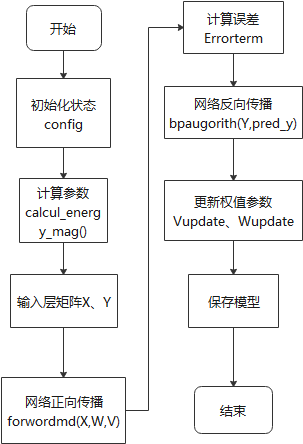 开始
初始化状态
config
计算参数
calcul_energ
y_mag()
输入层矩阵X、Y
网络正向传播
forwordmd(X,W,V)
计算误差
Errorterm
网络反向传播
bpaugorith(Y,pred_y)
更新权值参数
Vupdate、Wupdate
保存模型
结束